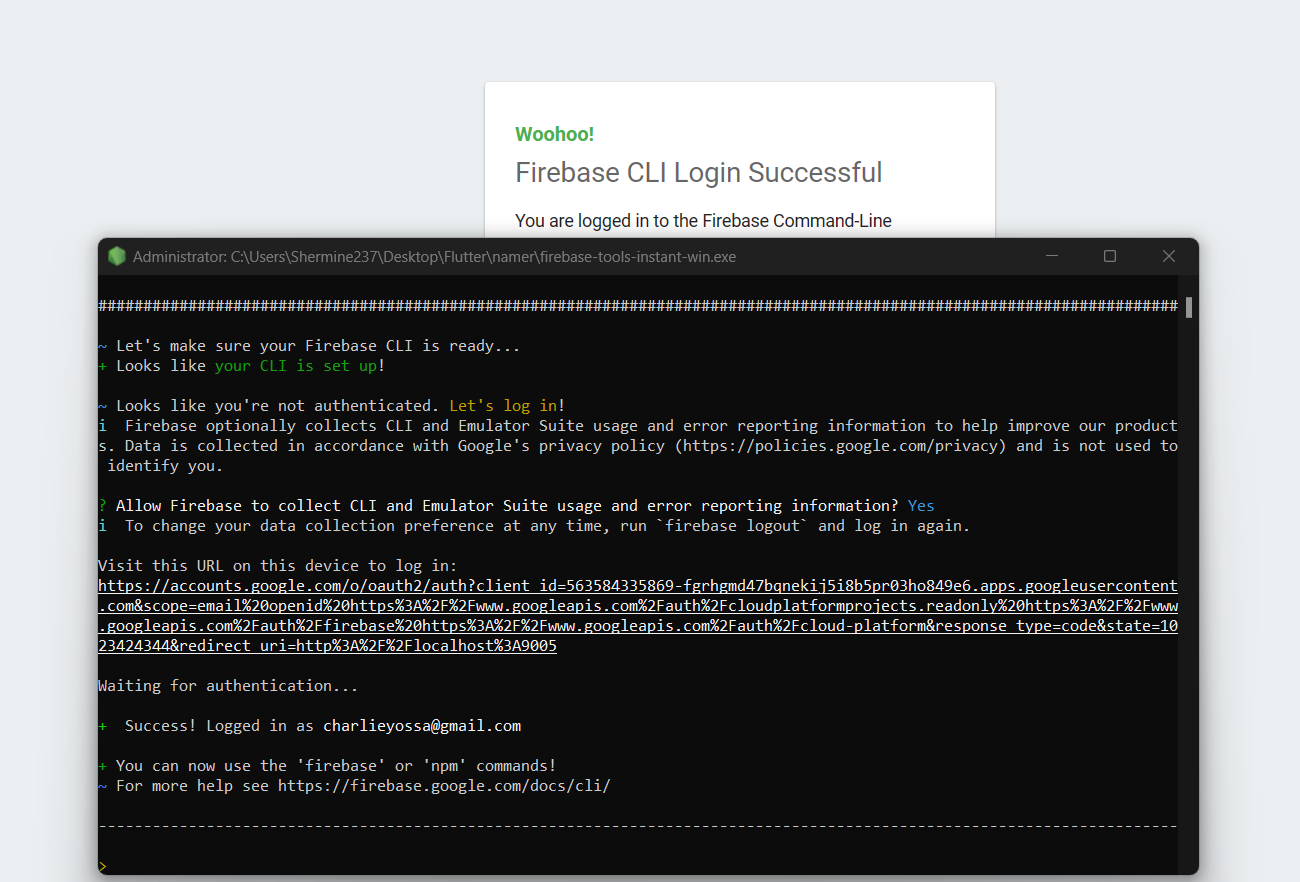 Woohoo!
Firebase CLI Login Successful
You are logged in to the Firebase Command-Line
Administrator: C:\Users\Shermine237\Desktop\Flutter\namer\firebase-tools-instant-win.exe
########################################################################################################################
~ Let's make sure your Firebase CLI is ready...
+ Looks like your CLI is set up!
~ Looks like you're not authenticated. Let's log in!
i  Firebase optionally collects CLI and Emulator Suite usage and error reporting information to help improve our product
s. Data is collected in accordance with Google's privacy policy (https://policies.google.com/privacy) and is not used to
 identify you.
? Allow Firebase to collect CLI and Emulator Suite usage and error reporting information? Yes
i  To change your data collection preference at any time, run `firebase logout` and log in again.
Visit this URL on this device to log in:
https://accounts.google.com/o/oauth2/auth?client_id=563584335869-fgrhgmd47bqnekij5i8b5pr03ho849e6.apps.googleusercontent
.com&scope=email%20openid%20https%3A%2F%2Fwww.googleapis.com%2Fauth%2Fcloudplatformprojects.readonly%20https%3A%2F%2Fwww
.googleapis.com%2Fauth%2Ffirebase%20https%3A%2F%2Fwww.googleapis.com%2Fauth%2Fcloud-platform&response_type=code&state=10
23424344&redirect_uri=http%3A%2F%2Flocalhost%3A9005
Waiting for authentication...
+  Success! Logged in as charlieyossa@gmail.com
+ You can now use the 'firebase' or 'npm' commands!
~ For more help see https://firebase.google.com/docs/cli/
------------------------------------------------------------------------------------------------------------------------
>